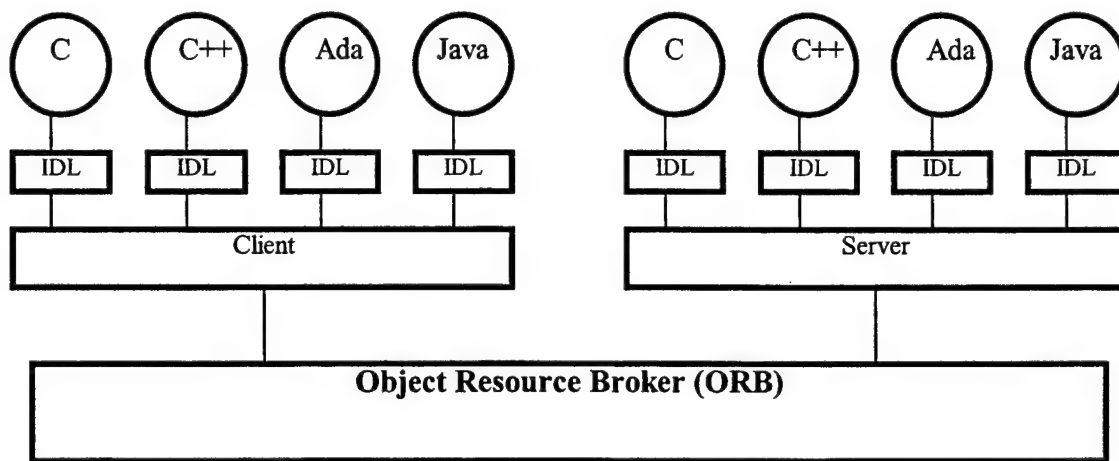 C C++ Ada Java C C++ Ada Java
IDL IDL IDL IDL IDL IDL IDL IDL
Client Server
Object Resource Broker (ORB)